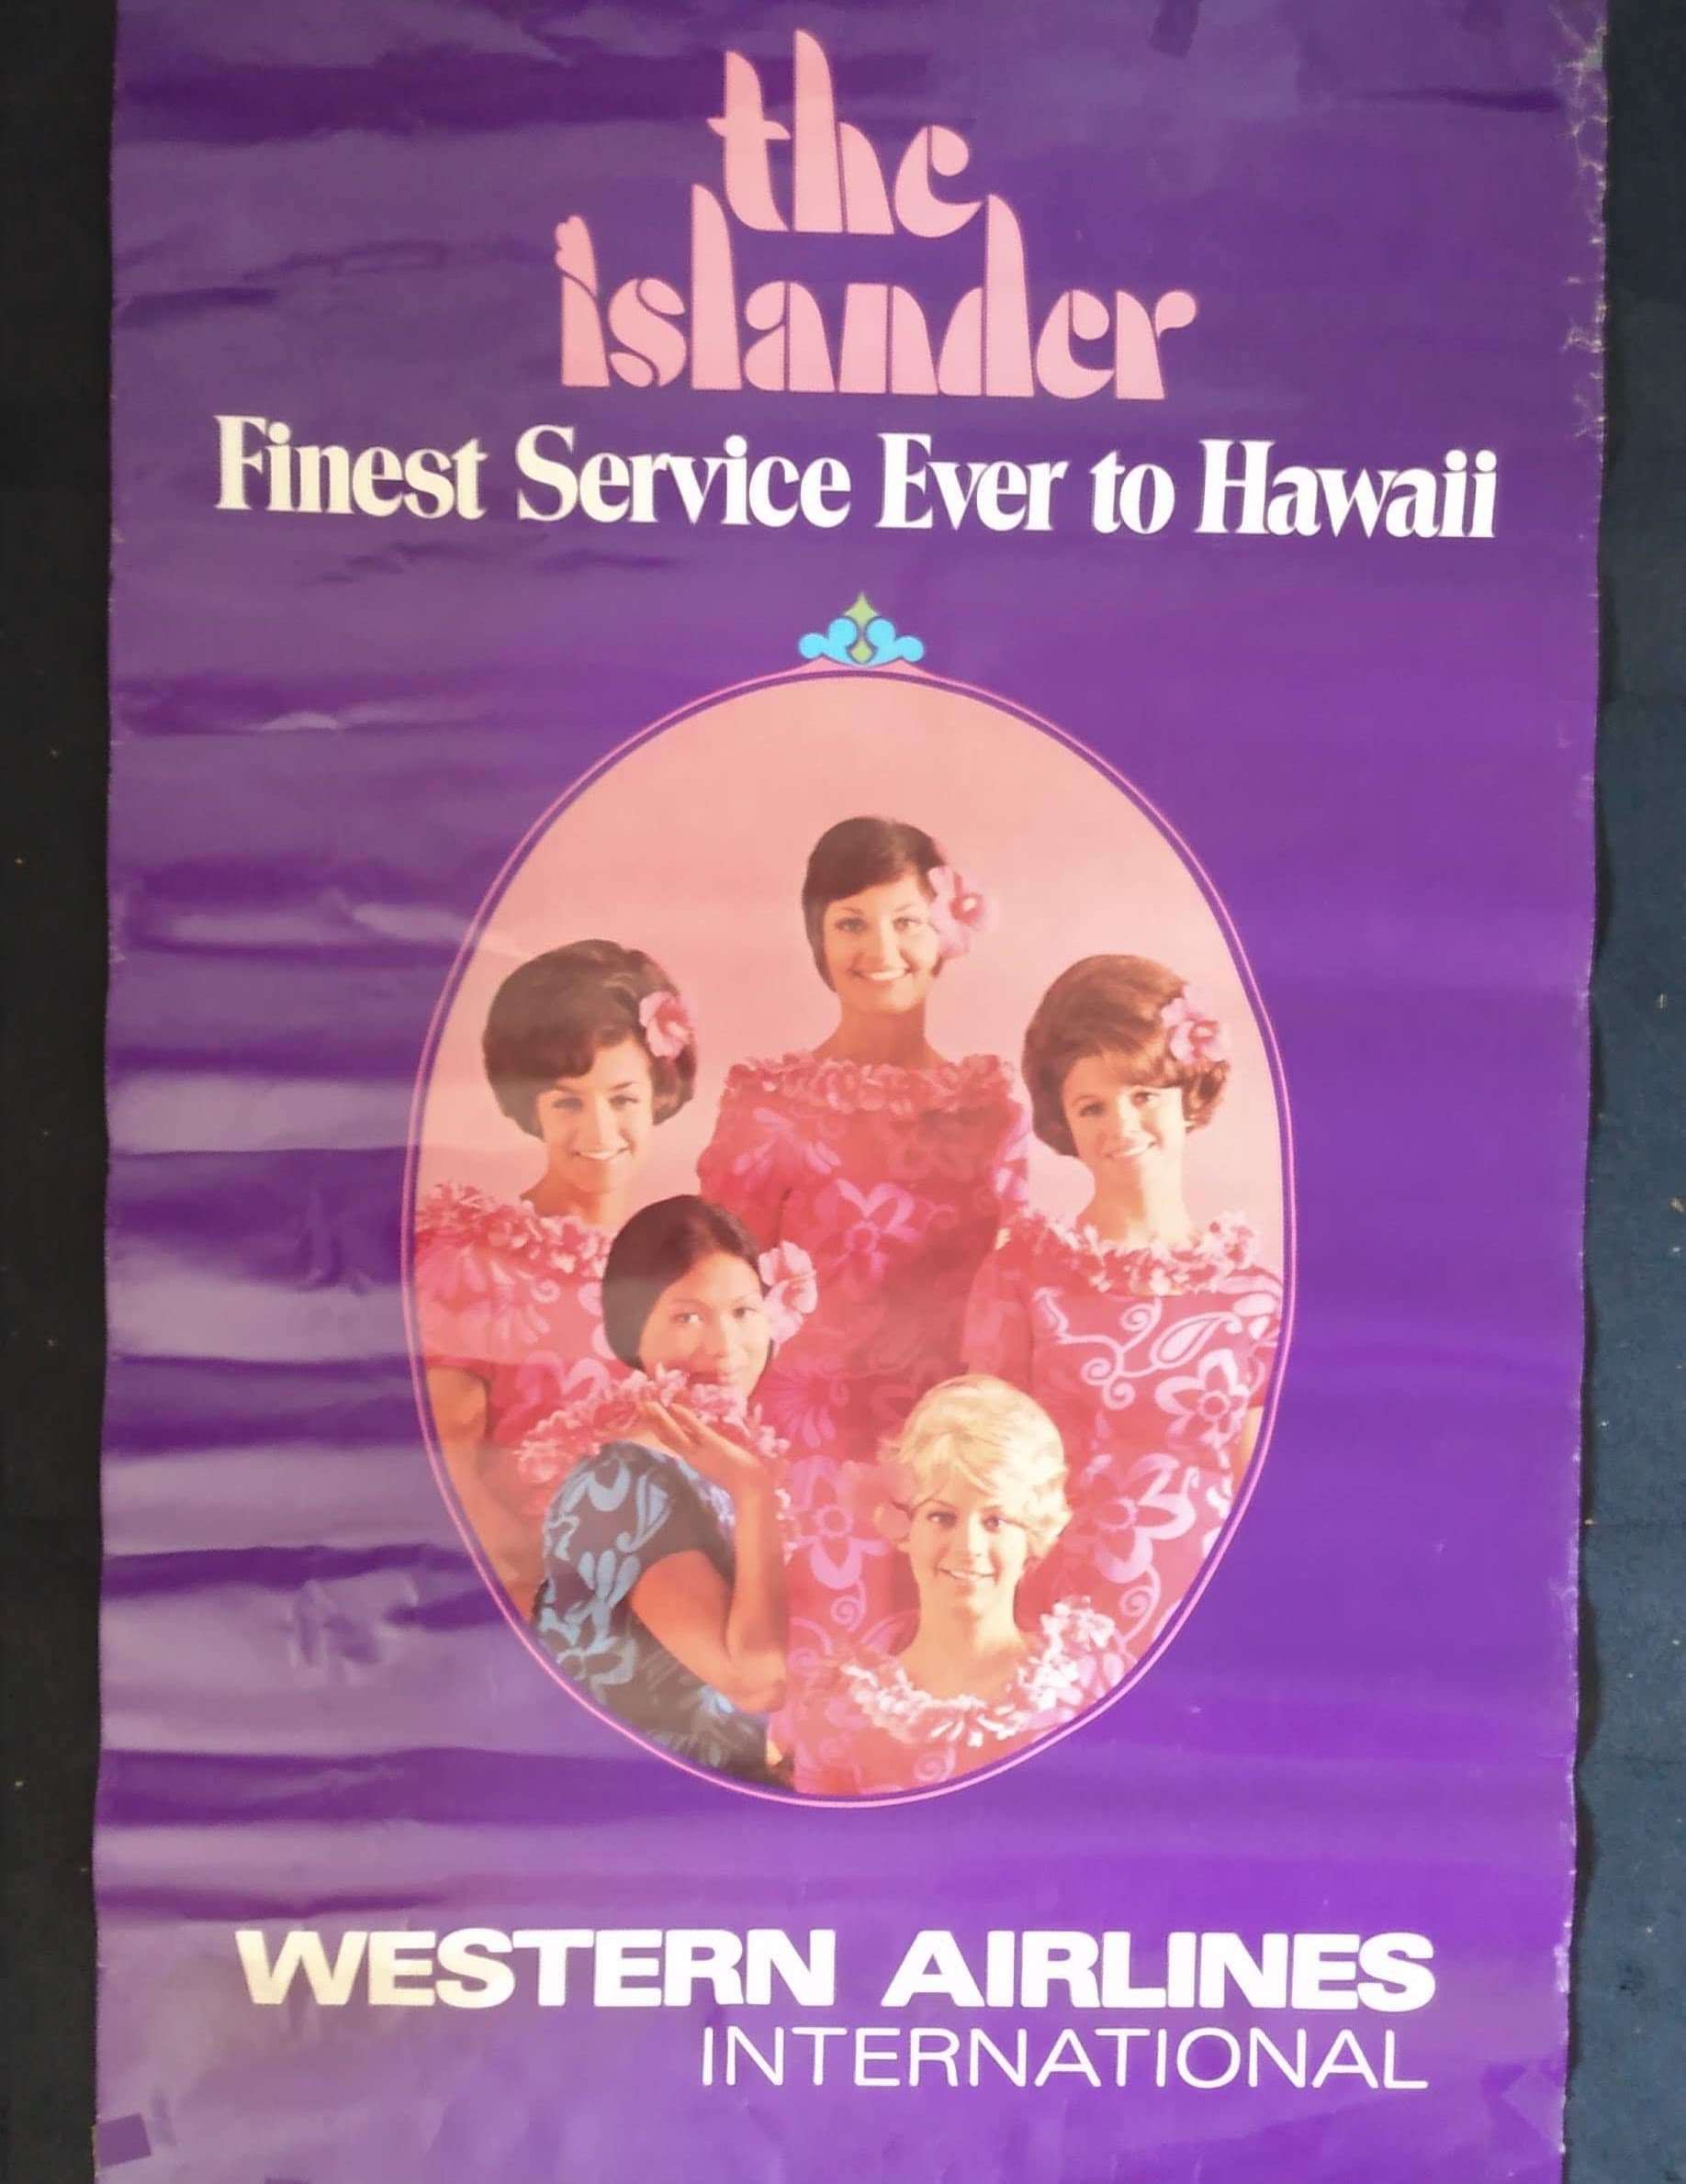 the
islander
Finest Service Ever to Hawaii
WESTERN AIRLINES
INTERNATIONAL